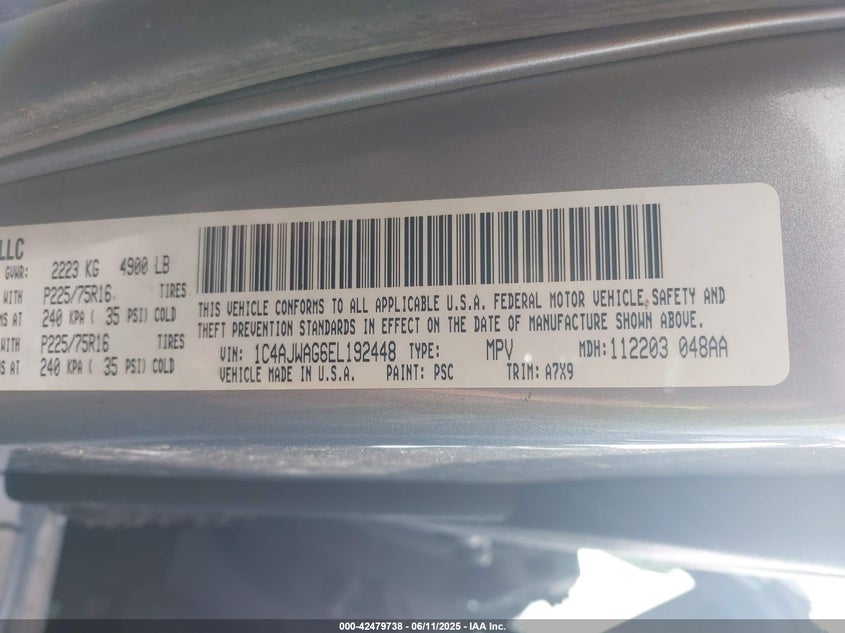 LLC
GVWR: 2223 KG 4900 LB
WITH P225/75R16 TIRES
MS AT 240 KPA ( 35 PSI) COLD
WITH P225/75R16 TIRES
MS AT 240 KPA ( 35 PSI) COLD
THIS VEHICLE CONFORMS TO ALL APPLICABLE U.S.A. FEDERAL MOTOR VEHICLE SAFETY AND
THEFT PREVENTION STANDARDS IN EFFECT ON THE DATE OF MANUFACTURE SHOWN ABOVE.
VIN: 1C4AJWAG6EL192448 TYPE: MPV MDH: 112203 048AA
VEHICLE MADE IN U.S.A. PAINT: PSC TRIM: A7X9
000-42479738 - 06/11/2025 - IAA Inc.